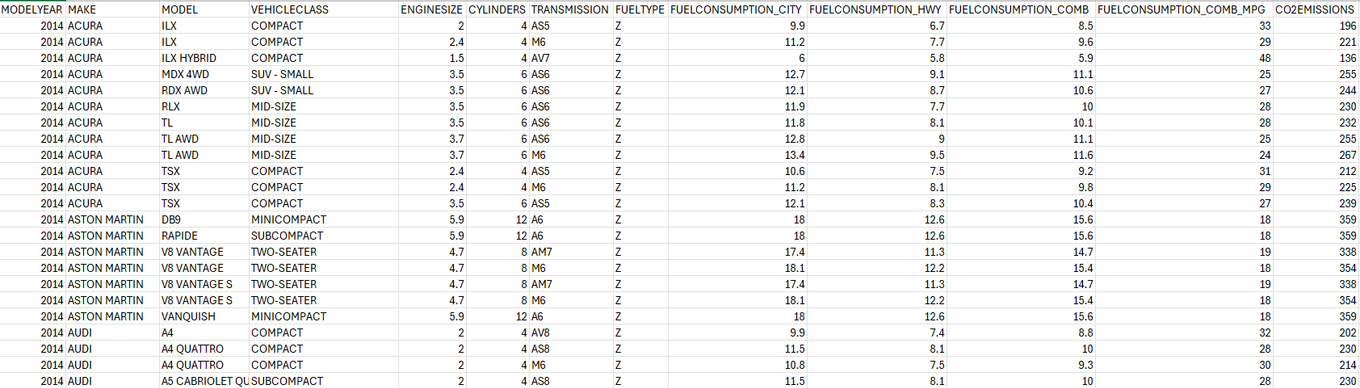 MODELYEAR MAKE MODEL VEHICLECLASS ENGINESIZE CYLINDERS TRANSMISSION FUELTYPE FUELCONSUMPTION_CITY FUELCONSUMPTION_HWY FUELCONSUMPTION_COMB FUELCONSUMPTION_COMB_MPG CO2EMISSIONS
2014 ACURA ILX COMPACT 2 4 AS5 Z 9.9 6.7 8.5 33 196
2014 ACURA ILX COMPACT 2.4 4 M6 Z 11.2 7.7 9.6 29 221
2014 ACURA ILX HYBRID COMPACT 1.5 4 AV7 Z 6 5.8 5.9 48 136
2014 ACURA MDX 4WD SUV - SMALL 3.5 6 AS6 Z 12.7 9.1 11.1 25 255
2014 ACURA RDX AWD SUV - SMALL 3.5 6 AS6 Z 12.1 8.7 10.6 27 244
2014 ACURA RLX MID-SIZE 3.5 6 AS6 Z 11.9 7.7 10 28 230
2014 ACURA TL MID-SIZE 3.5 6 AS6 Z 11.8 8.1 10.1 28 232
2014 ACURA TL AWD MID-SIZE 3.7 6 AS6 Z 12.8 9 11.1 25 255
2014 ACURA TL AWD MID-SIZE 3.7 6 M6 Z 13.4 9.5 11.6 24 267
2014 ACURA TSX COMPACT 2.4 4 AS5 Z 10.6 7.5 9.2 31 212
2014 ACURA TSX COMPACT 2.4 4 M6 Z 11.2 8.1 9.8 29 225
2014 ACURA TSX COMPACT 3.5 6 AS5 Z 12.1 8.3 10.4 27 239
2014 ASTON MARTIN DB9 MINICOMPACT 5.9 12 A6 Z 18 12.6 15.6 18 359
2014 ASTON MARTIN RAPIDE SUBCOMPACT 5.9 12 A6 Z 18 12.6 15.6 18 359
2014 ASTON MARTIN V8 VANTAGE TWO-SEATER 4.7 8 AM7 Z 17.4 11.3 14.7 19 338
2014 ASTON MARTIN V8 VANTAGE TWO-SEATER 4.7 8 M6 Z 18.1 12.2 15.4 18 354
2014 ASTON MARTIN V8 VANTAGE S TWO-SEATER 4.7 8 AM7 Z 17.4 11.3 14.7 19 338
2014 ASTON MARTIN V8 VANTAGE S TWO-SEATER 4.7 8 M6 Z 18.1 12.2 15.4 18 354
2014 ASTON MARTIN VANQUISH MINICOMPACT 5.9 12 A6 Z 18 12.6 15.6 18 359
2014 AUDI A4 COMPACT 2 4 AV8 Z 9.9 7.4 8.8 32 202
2014 AUDI A4 QUATTRO COMPACT 2 4 AS8 Z 11.5 8.1 10 28 230
2014 AUDI A4 QUATTRO COMPACT 2 4 M6 Z 10.8 7.5 9.3 30 214
2014 AUDI A5 CABRIOLET QU SUBCOMPACT 2 4 AS8 Z 11.5 8.1 10 28 230